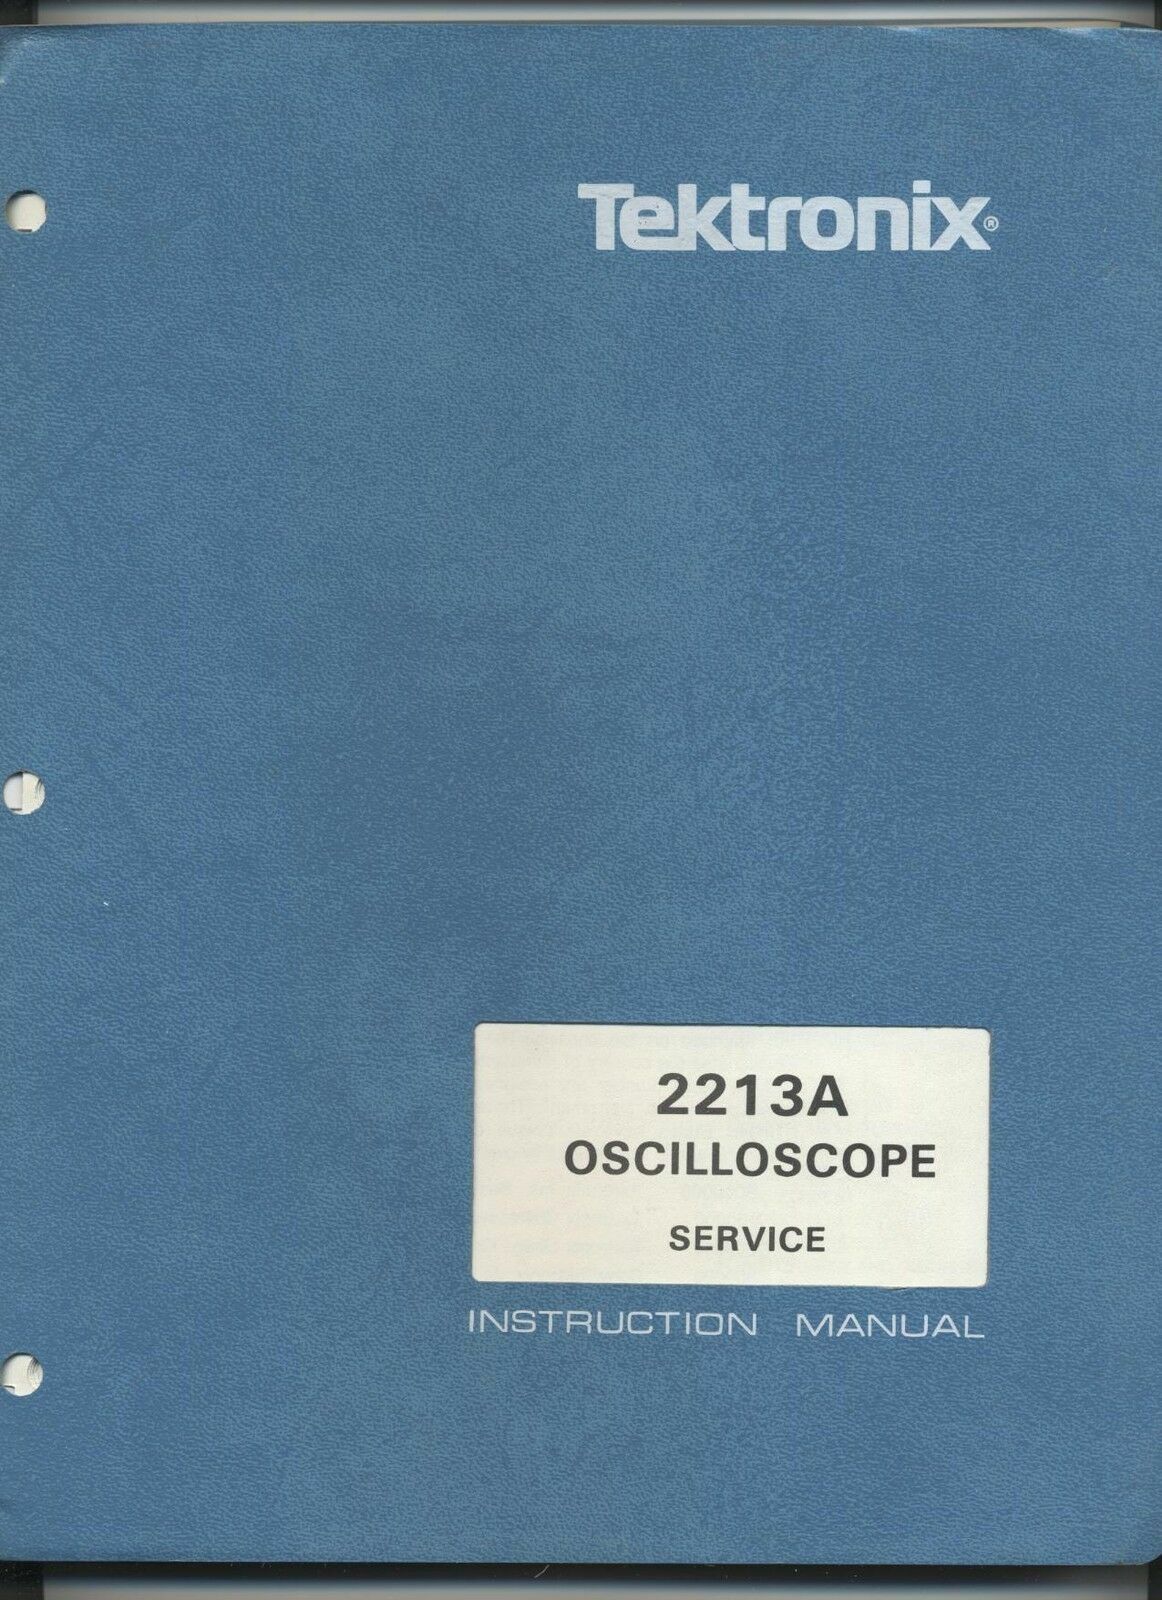 Tektronix®
2213A
OSCILLOSCOPE
SERVICE
INSTRUCTION MANUAL